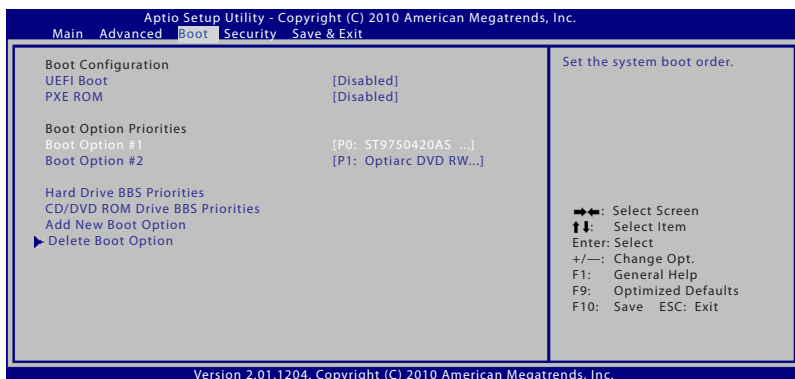 Aptio Setup Utility - Copyright (C) 2010 American Megatrends, Inc.
Main Advanced Boot Security Save & Exit
Boot Configuration
UEFI Boot [Disabled]
PXE ROM [Disabled]
Boot Option Priorities
Boot Option #1 [P0: ST9750420AS ...]
Boot Option #2 [P1: Optiarc DVD RW...]
Hard Drive BBS Priorities
CD/DVD ROM Drive BBS Priorities
Add New Boot Option
Delete Boot Option
Set the system boot order.
→←: Select Screen
↑↓: Select Item
Enter: Select
+/—: Change Opt.
F1: General Help
F9: Optimized Defaults
F10: Save ESC: Exit
Version 2.01.1204. Copyright (C) 2010 American Megatrends, Inc.